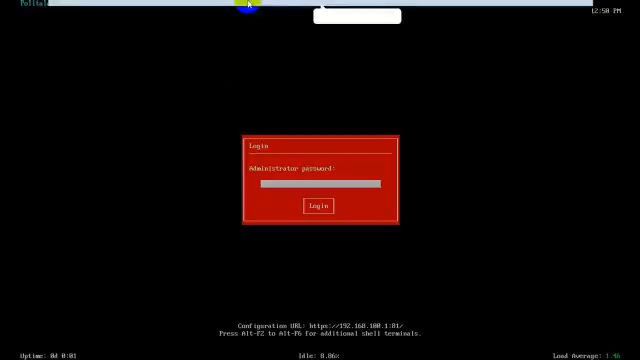 12:50 PM
Login
Administrator password:
Login
Configuration URL: https://192.168.100.1:81/
Press Alt-F2 to Alt-F6 for additional shell terminals.
Uptime: 0d 0:01 Idle: 0.86% Load Average: 1.46